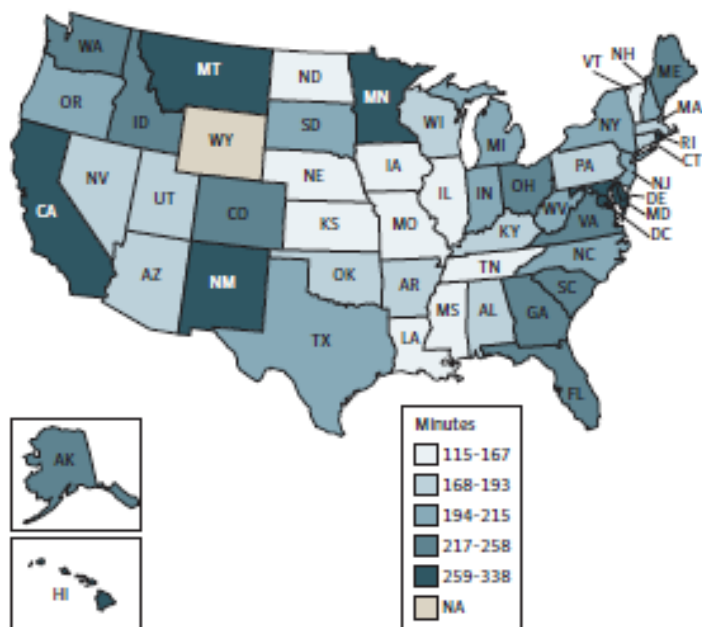 WA
MT
ND
MN
VT
NH
ME
OR
ID
SD
WI
MI
NY
MA
WY
RI
CT
NV
UT
NE
IA
IL
IN
OH
PA
NJ
DE
MD
DC
CA
CO
KS
MO
KY
WV
VA
AZ
NM
OK
AR
TN
NC
SC
TX
LA
MS
AL
GA
FL
AK
HI
Minutes
115-167
168-193
194-215
217-258
259-338
NA